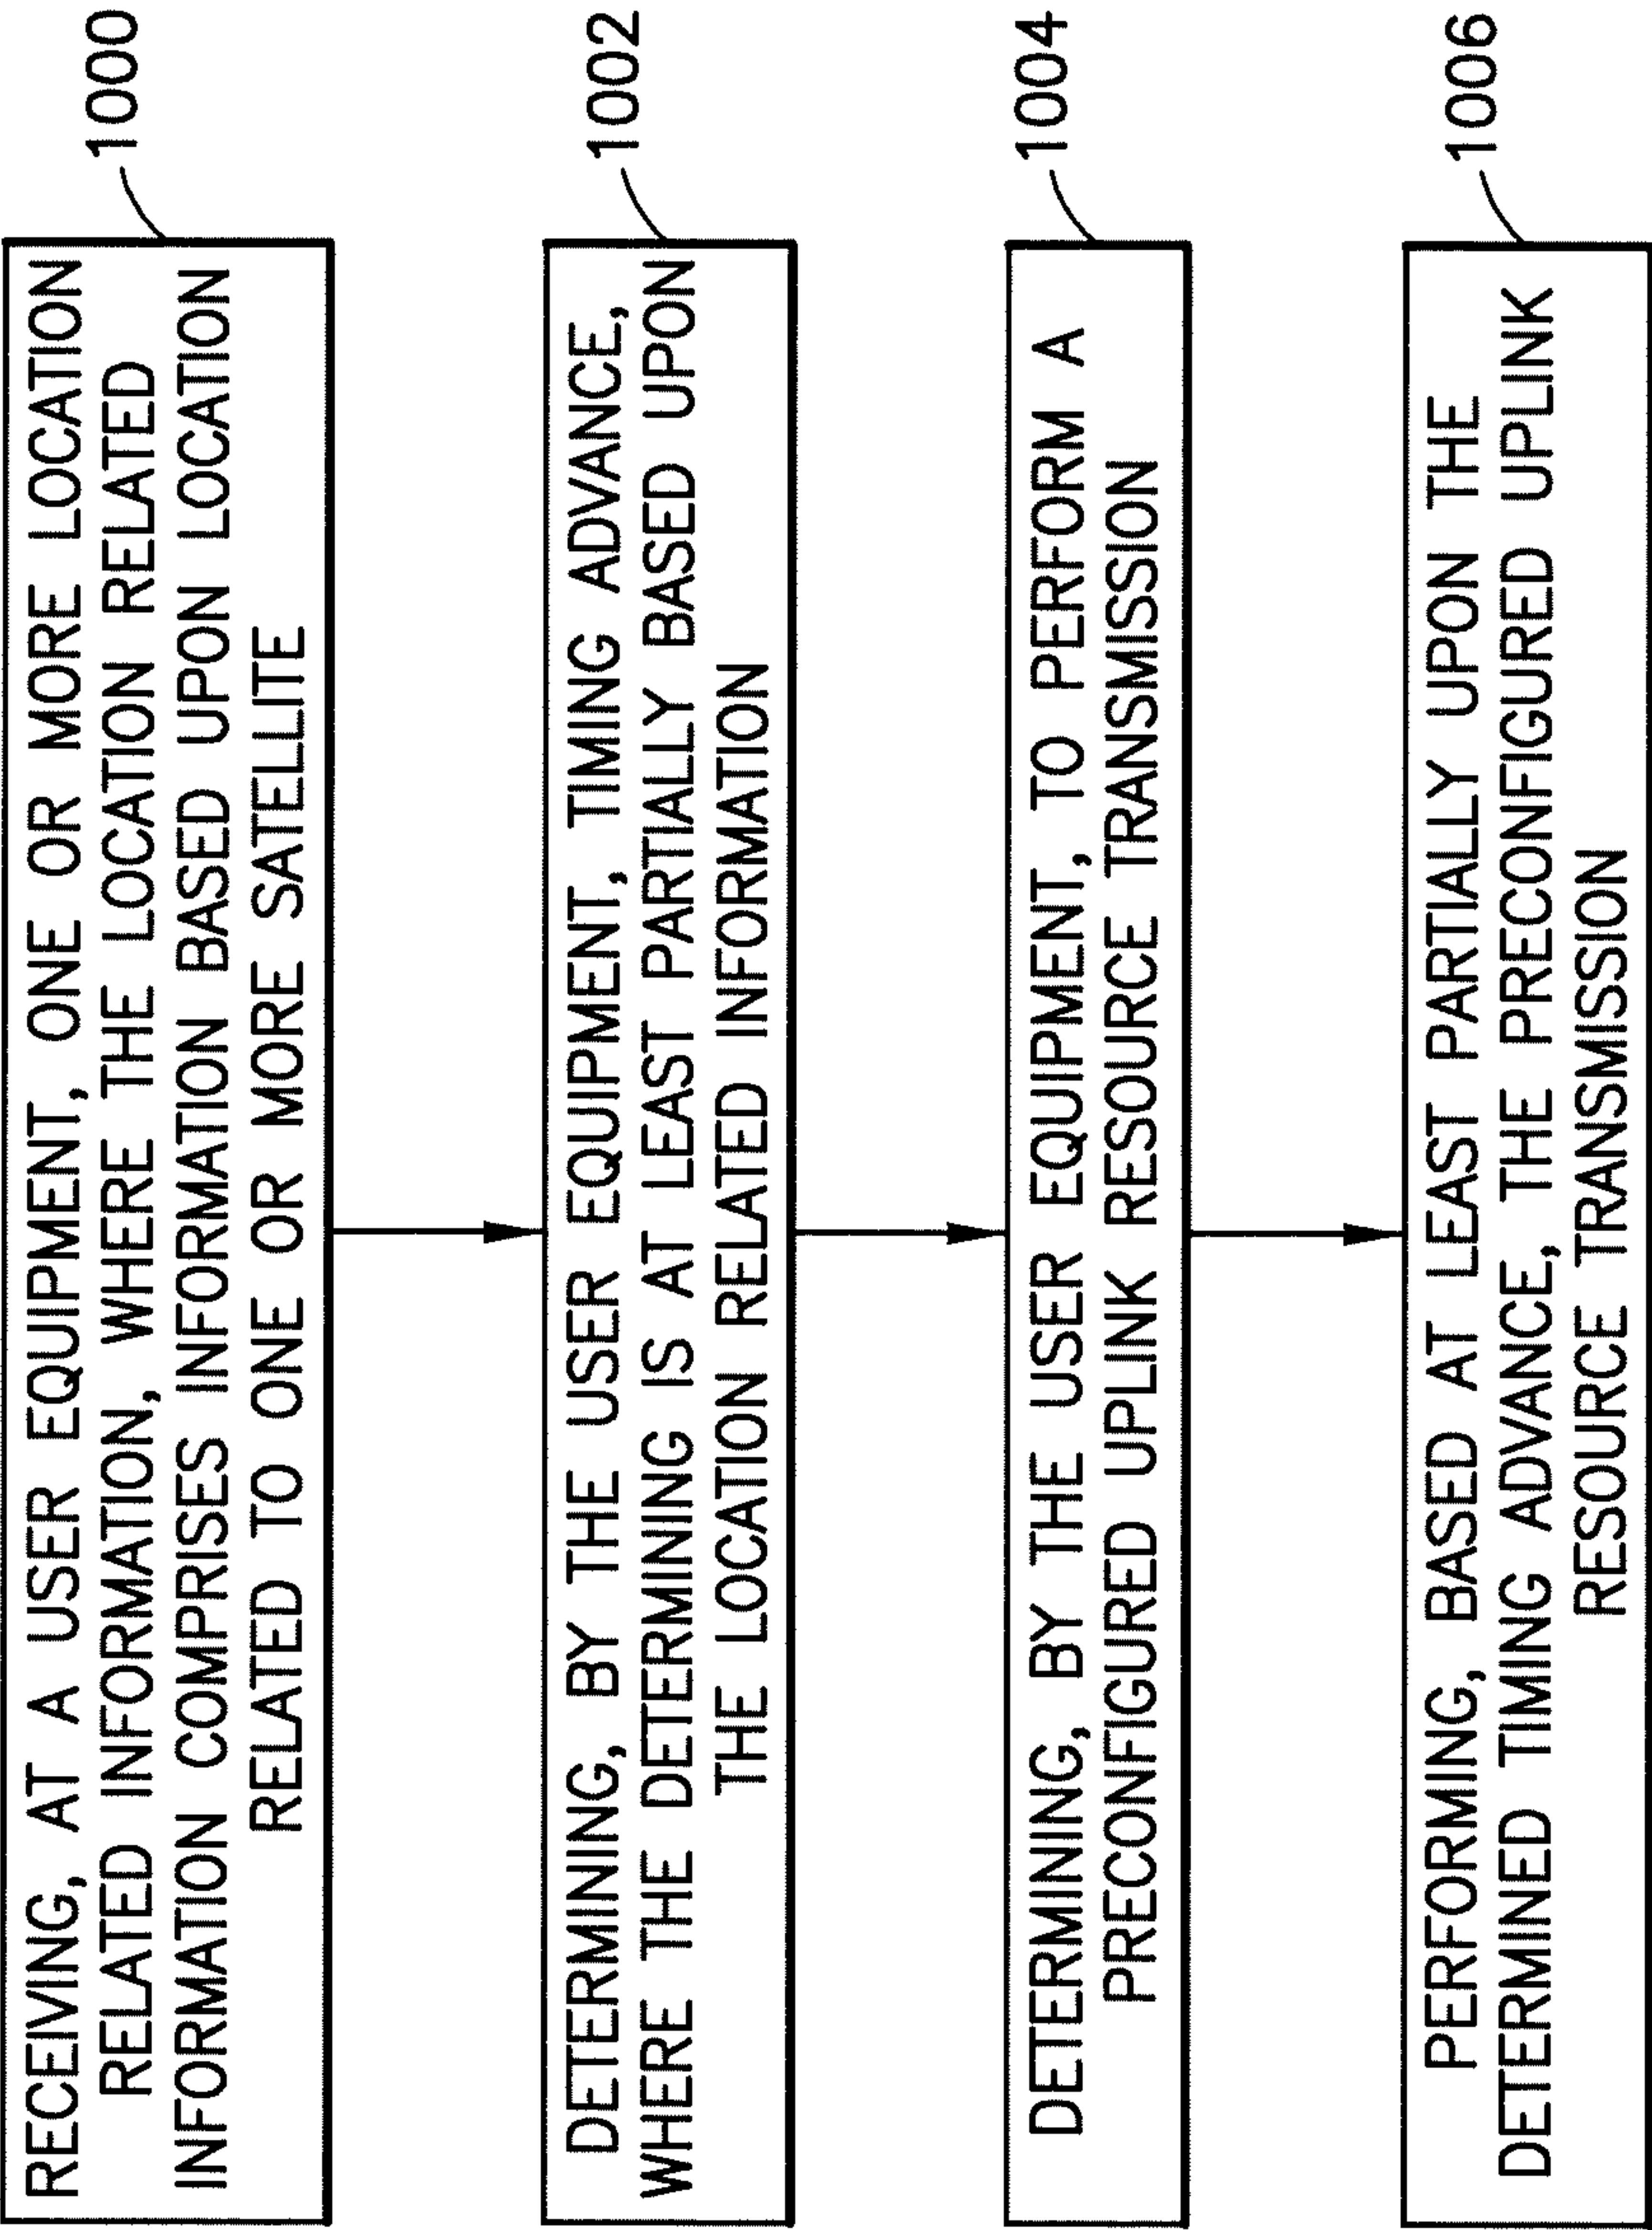 RECEIVING, AT A USER EQUIPMENT, ONE OR MORE LOCATION
RELATED INFORMATION, WHERE THE LOCATION RELATED
INFORMATION COMPRISES INFORMATION BASED UPON LOCATION
RELATED TO ONE OR MORE SATELLITE
1000
DETERMINING, BY THE USER EQUIPMENT, TIMING ADVANCE,
WHERE THE DETERMINING IS AT LEAST PARTIALLY BASED UPON
THE LOCATION RELATED INFORMATION
1002
DETERMINING, BY THE USER EQUIPMENT, TO PERFORM A
PRECONFIGURED UPLINK RESOURCE TRANSMISSION
1004
PERFORMING, BASED AT LEAST PARTIALLY UPON THE
DETERMINED TIMING ADVANCE, THE PRECONFIGURED UPLINK
RESOURCE TRANSMISSION
1006